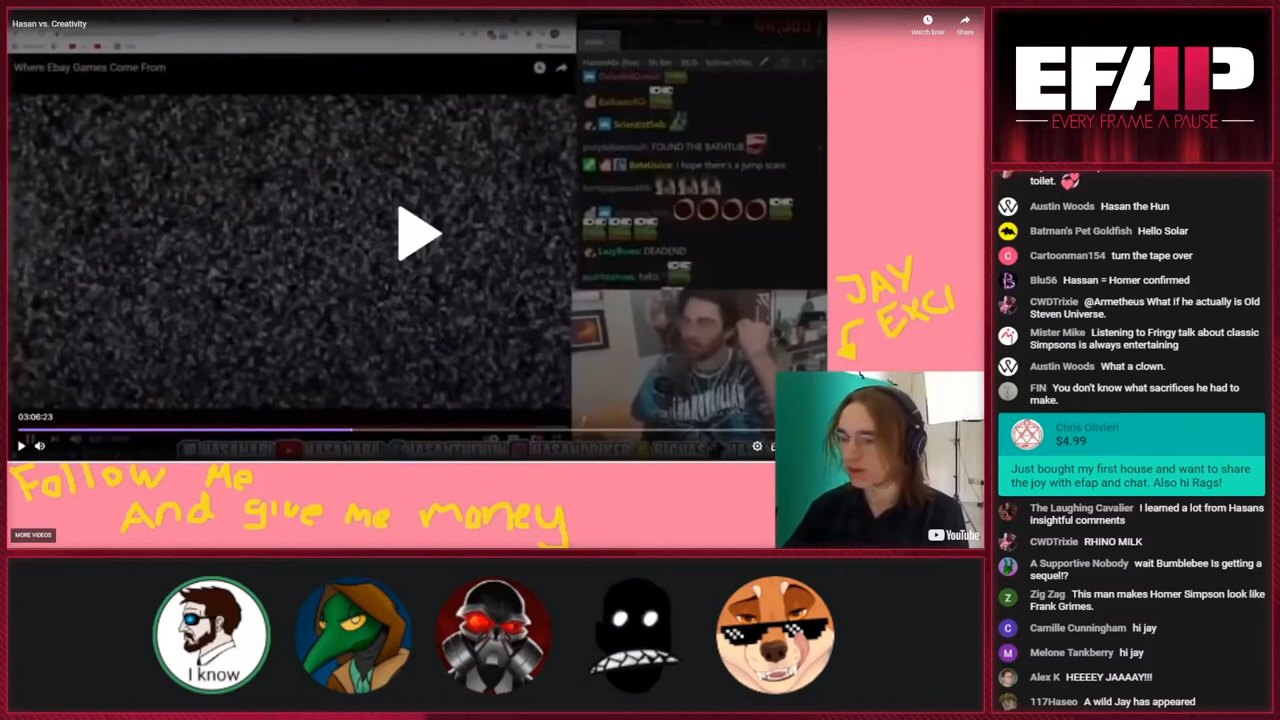 Hasan vs. Creativity
Watch later
Share
Where Ebay Games Come From
FOUND THE BATHTUB
BeteIJuice: i hope there's a jump scare
LazyBuws: DEADEND
JAY
EXCI
03:06:23
Follow Me
And give me money
MORE VIDEOS
YouTube
I know
EFAP
EVERY FRAME A PAUSE
toilet.
Austin Woods Hasan the Hun
Batman's Pet Goldfish Hello Solar
Cartoonman154 turn the tape over
Blu56 Hassan = Homer confirmed
CWDTrixie @Armetheus What if he actually is Old
Steven Universe.
Mister Mike Listening to Fringy talk about classic
Simpsons is always entertaining
Austin Woods What a clown.
FIN You don't know what sacrifices he had to
make.
Chris Olivieri
$4.99
Just bought my first house and want to share
the joy with efap and chat. Also hi Rags!
The Laughing Cavalier I learned a lot from Hasans
insightful comments
CWDTrixie RHINO MILK
A Supportive Nobody wait Bumblebee Is getting a
sequel!?
Zig Zag This man makes Homer Simpson look like
Frank Grimes.
Camille Cunningham hi jay
Melone Tankberry hi jay
Alex K HEEEEY JAAAAY!!!
117Haseo A wild Jay has appeared